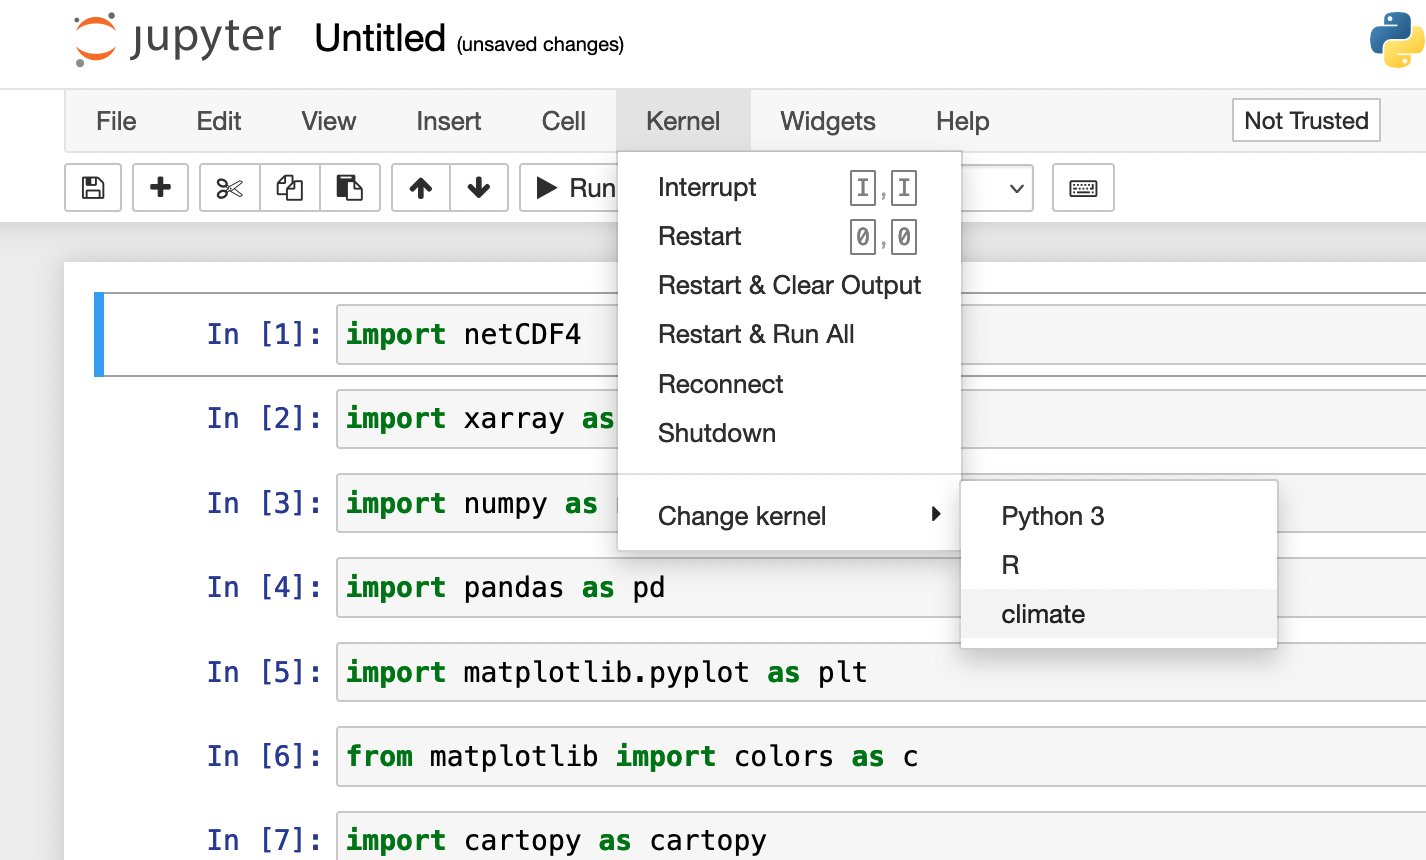 jupyter Untitled (unsaved changes)
File Edit View Insert Cell Kernel Widgets Help Not Trusted
Run
Interrupt I , I
Restart 0 , 0
Restart & Clear Output
Restart & Run All
Reconnect
Shutdown
Change kernel
Python 3
R
climate
In [1]: import netCDF4
In [2]: import xarray as
In [3]: import numpy as
In [4]: import pandas as pd
In [5]: import matplotlib.pyplot as plt
In [6]: from matplotlib import colors as c
In [7]: import cartopy as cartopy